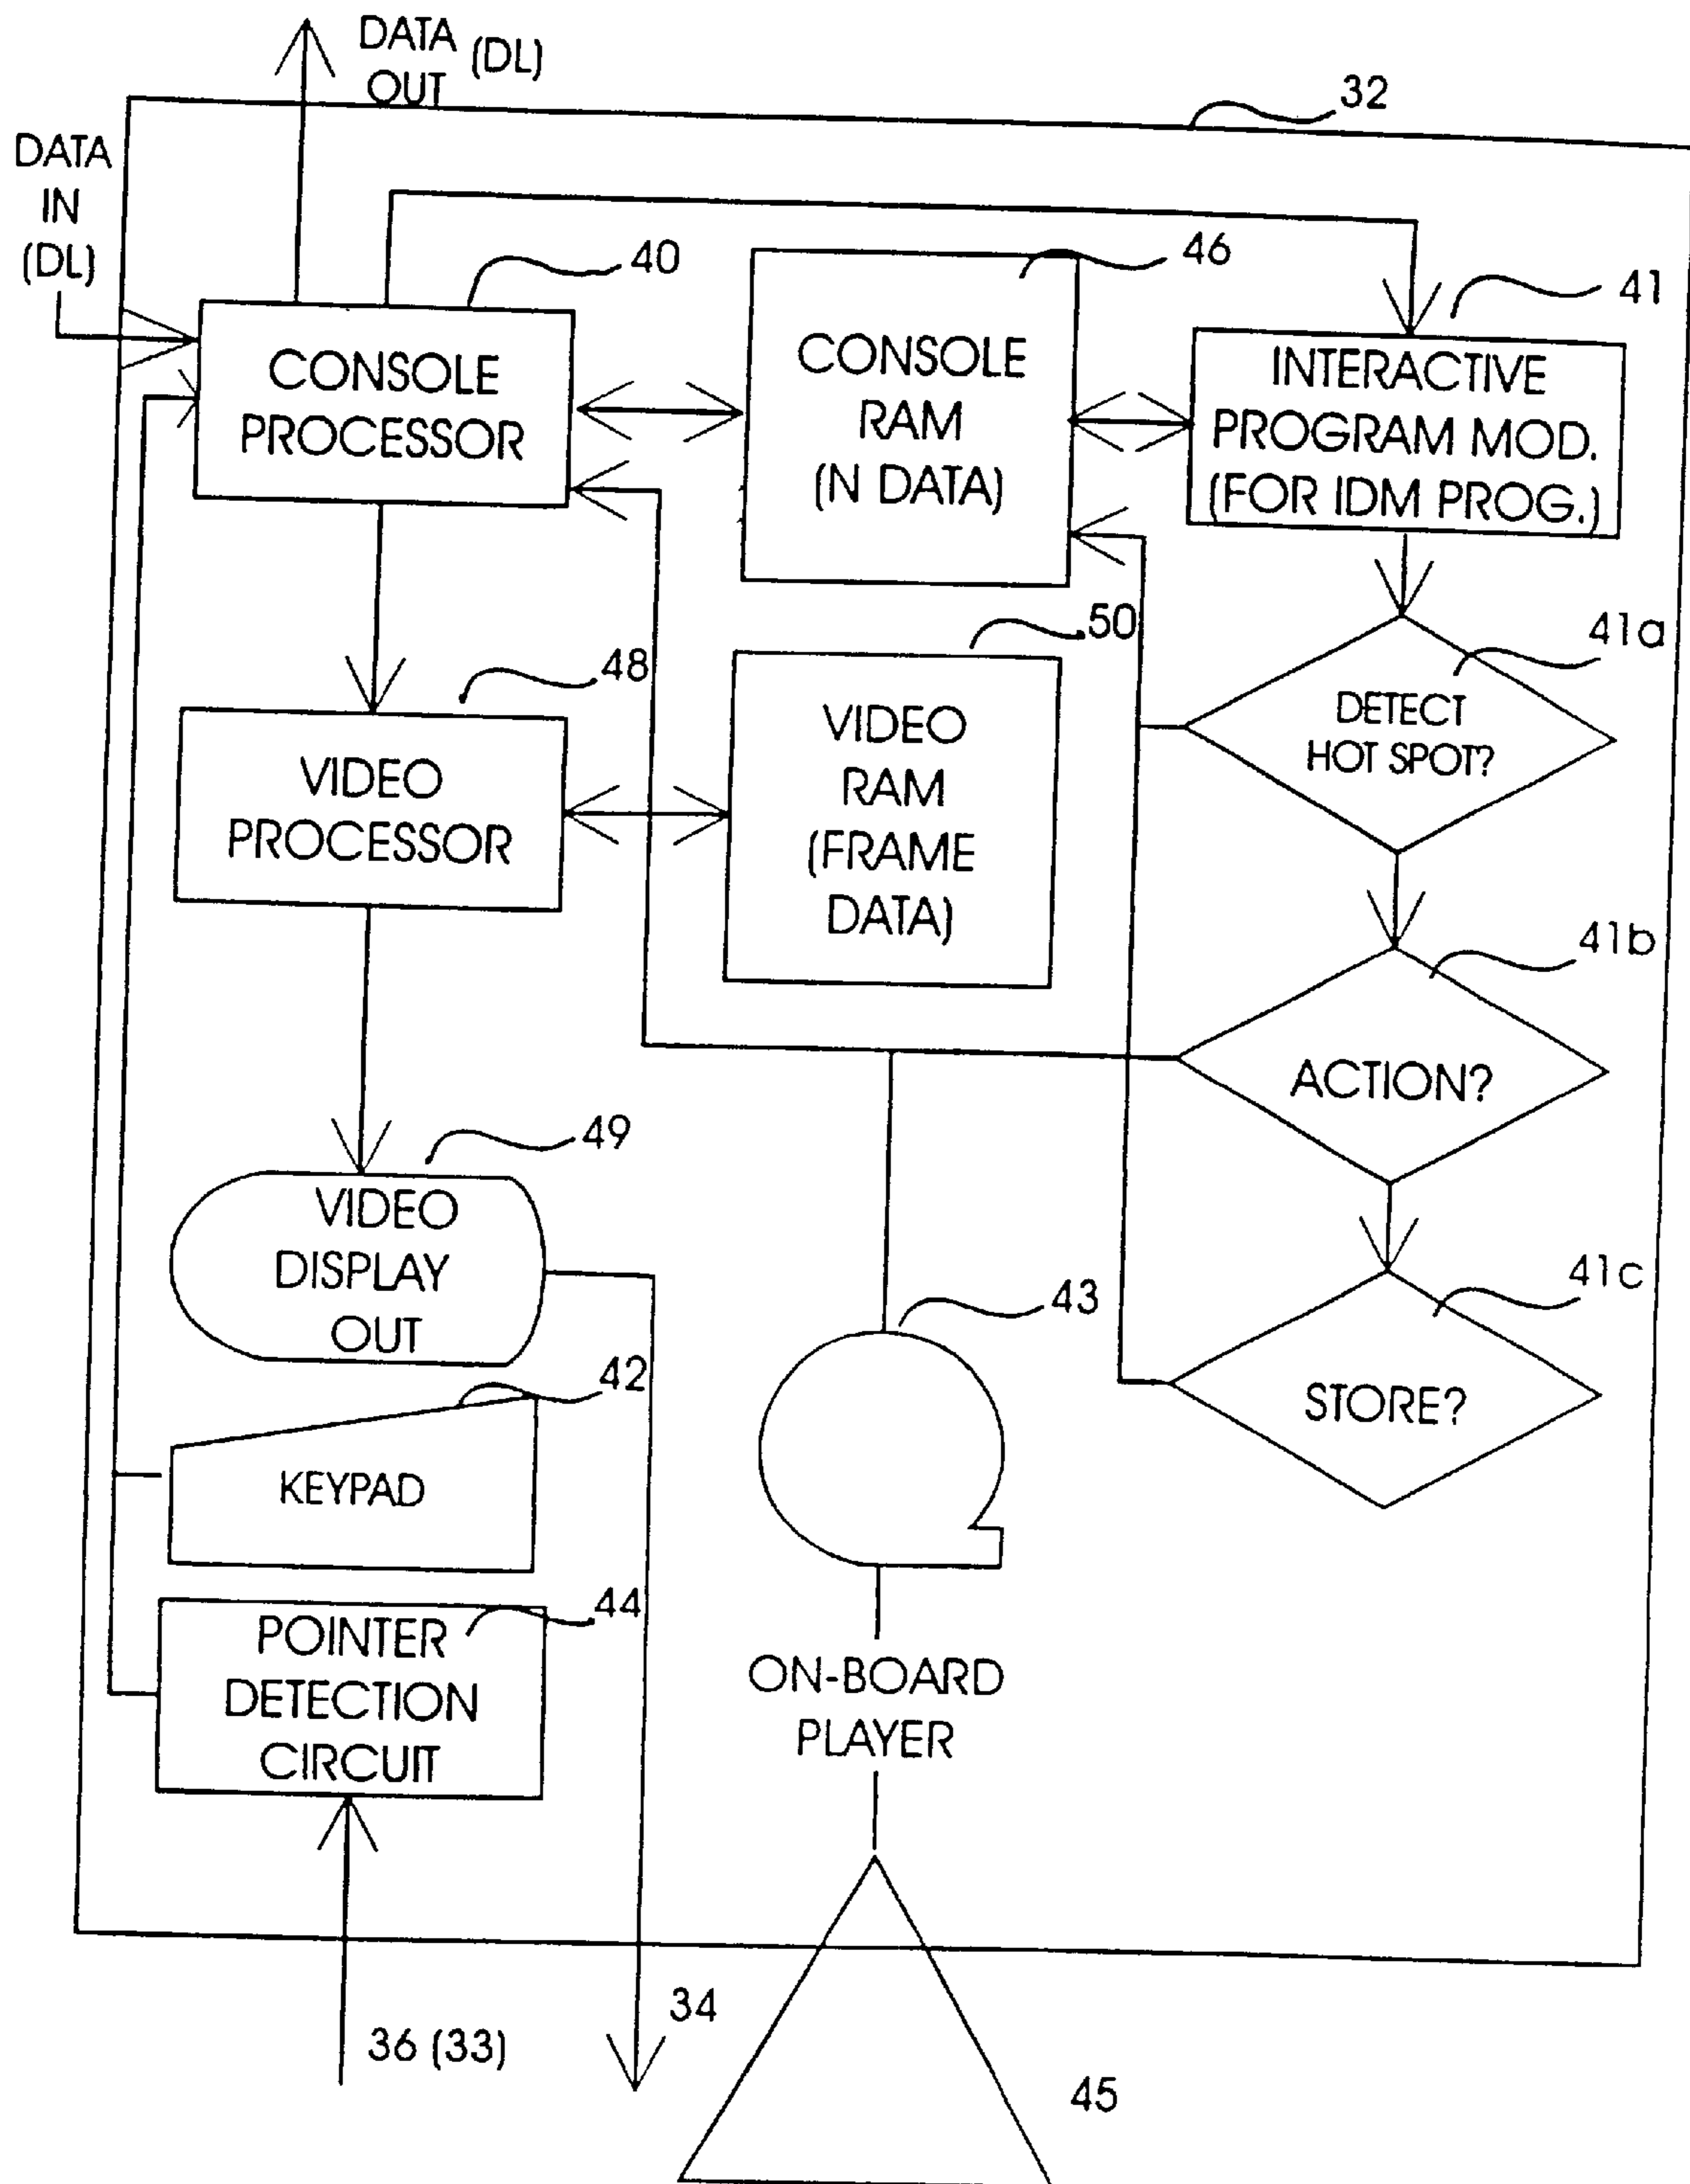 DATA
OUT
(DL)
32
DATA
IN
(DL)
40
46
41
CONSOLE
PROCESSOR
CONSOLE
RAM
(N DATA)
INTERACTIVE
PROGRAM MOD.
(FOR IDM PROG.)
50
41a
48
DETECT
HOT SPOT?
VIDEO
PROCESSOR
VIDEO
RAM
(FRAME
DATA)
41b
ACTION?
49
VIDEO
DISPLAY
OUT
43
41c
STORE?
42
KEYPAD
44
POINTER
DETECTION
CIRCUIT
ON-BOARD
PLAYER
36 (33)
34
45